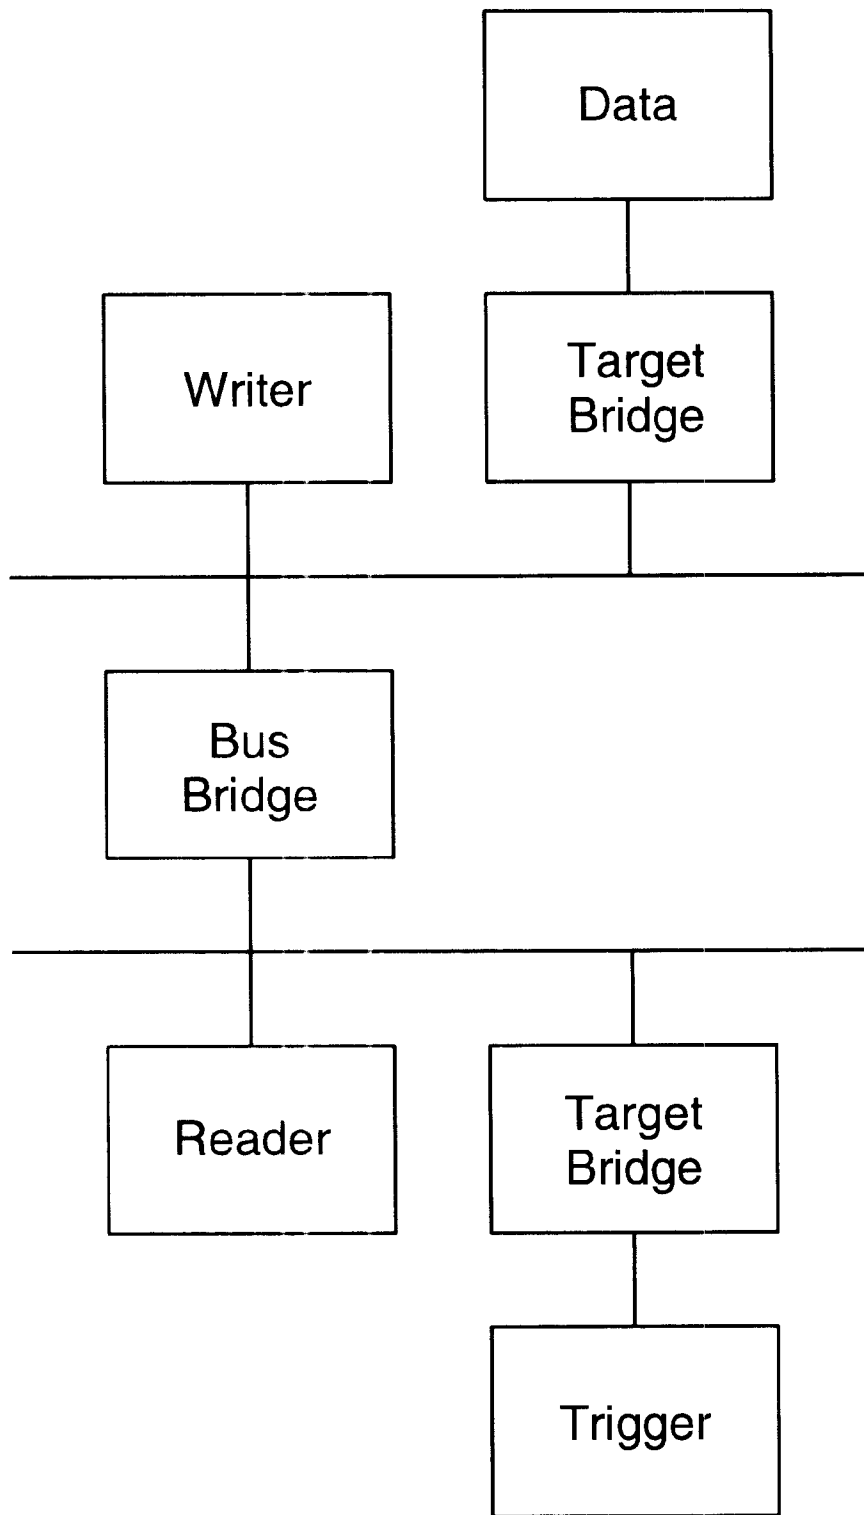 Data
Writer
Target
Bridge
Bus
Bridge
Reader
Target
Bridge
Trigger